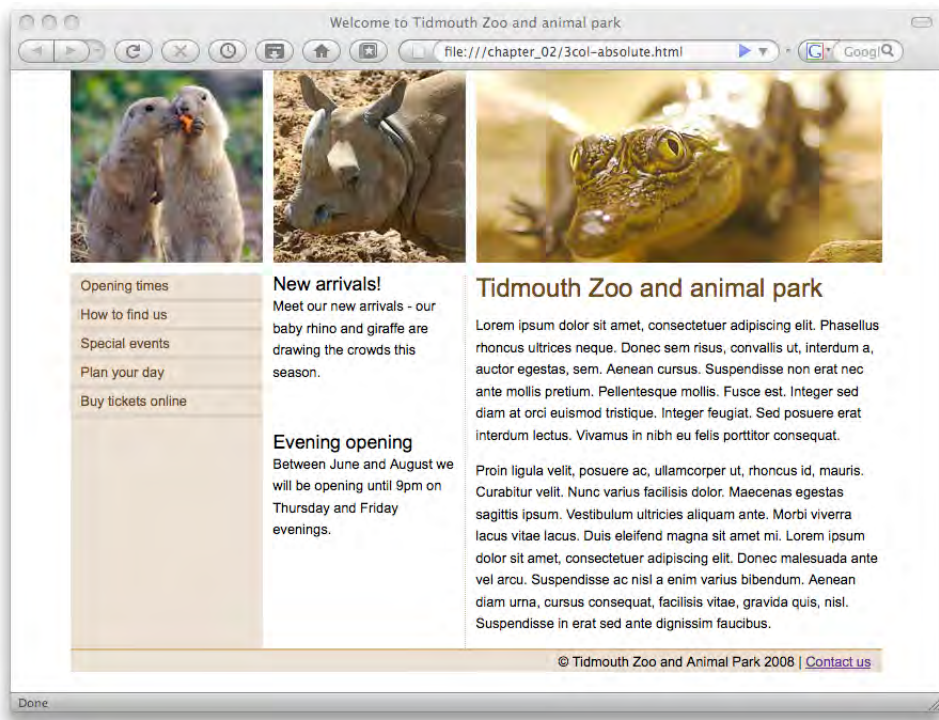 Welcome to Tidmouth Zoo and animal park
file:///chapter_02/3col-absolute.html
G Googl
Opening times
How to find us
Special events
Plan your day
Buy tickets online
New arrivals!
Meet our new arrivals - our
baby rhino and giraffe are
drawing the crowds this
season.
Evening opening
Between June and August we
will be opening until 9pm on
Thursday and Friday
evenings.
Tidmouth Zoo and animal park
Lorem ipsum dolor sit amet, consectetuer adipiscing elit. Phasellus
rhoncus ultrices neque. Donec sem risus, convallis ut, interdum a,
auctor egestas, sem. Aenean cursus. Suspendisse non erat nec
ante mollis pretium. Pellentesque mollis. Fusce est. Integer sed
diam at orci euismod tristique. Integer feugiat. Sed posuere erat
interdum lectus. Vivamus in nibh eu felis porttitor consequat.
Proin ligula velit, posuere ac, ullamcorper ut, rhoncus id, mauris.
Curabitur velit. Nunc varius facilisis dolor. Maecenas egestas
sagittis ipsum. Vestibulum ultricies aliquam ante. Morbi viverra
lacus vitae lacus. Duis eleifend magna sit amet mi. Lorem ipsum
dolor sit amet, consectetuer adipiscing elit. Donec malesuada ante
vel arcu. Suspendisse ac nisl a enim varius bibendum. Aenean
diam urna, cursus consequat, facilisis vitae, gravida quis, nisl.
Suspendisse in erat sed ante dignissim faucibus.
© Tidmouth Zoo and Animal Park 2008 | Contact us
Done